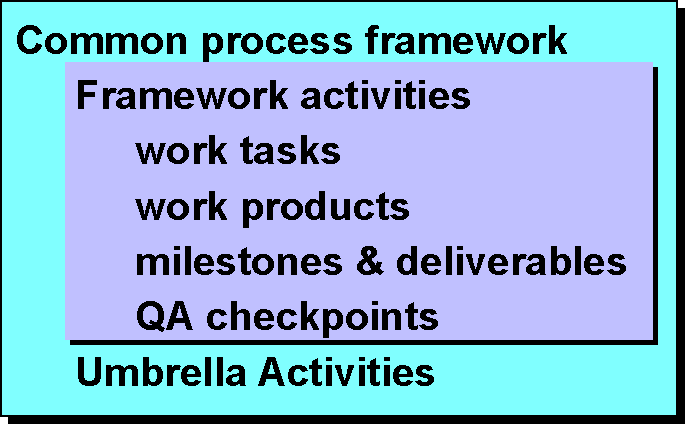 Common process framework
Framework activities
work tasks
work products
milestones & deliverables
QA checkpoints
Umbrella Activities